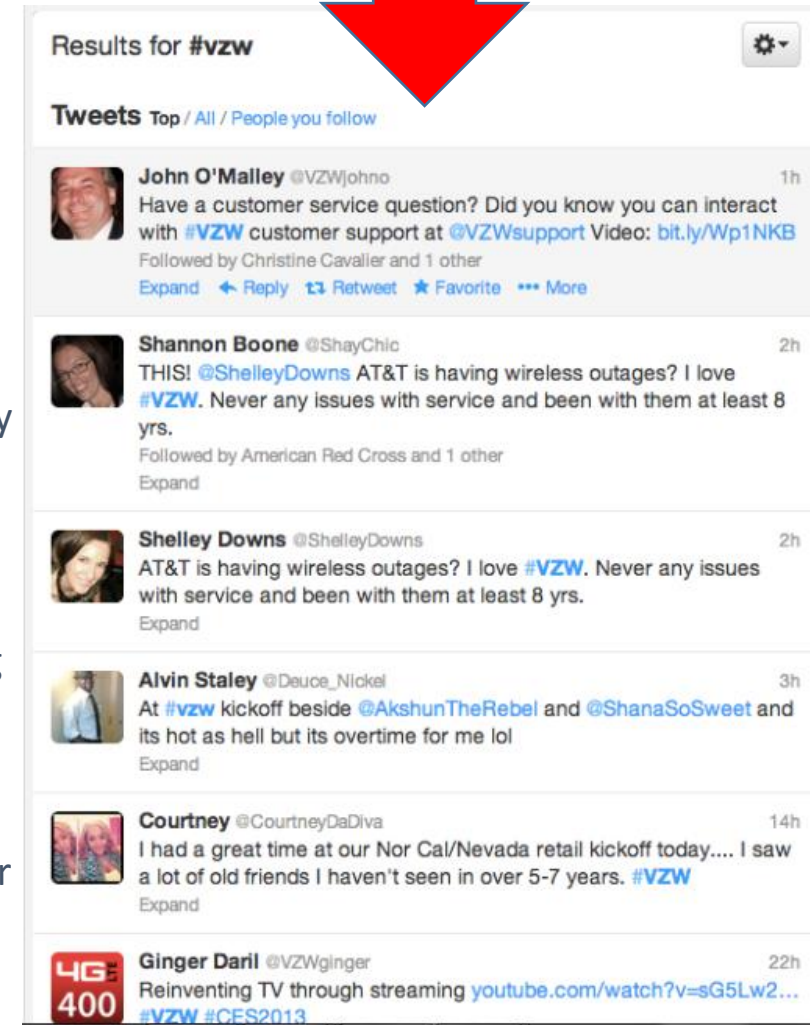 Results for #vzw
Tweets Top / All / People you follow
John O'Malley @VZWjohno 1h
Have a customer service question? Did you know you can interact
with #VZW customer support at @VZWsupport Video: bit.ly/Wp1NKB
Followed by Christine Cavalier and 1 other
Expand Reply Retweet Favorite More
Shannon Boone @ShayChic 2h
THIS! @ShelleyDowns AT&T is having wireless outages? I love
#VZW. Never any issues with service and been with them at least 8
yrs.
Followed by American Red Cross and 1 other
Expand
y
Shelley Downs @ShelleyDowns 2h
AT&T is having wireless outages? I love #VZW. Never any issues
with service and been with them at least 8 yrs.
Expand
Alvin Staley @Deuce_Nickel 3h
At #vzw kickoff beside @AkshunTheRebel and @ShanaSoSweet and
its hot as hell but its overtime for me lol
Expand
Courtney @CourtneyDaDiva 14h
I had a great time at our Nor Cal/Nevada retail kickoff today.... I saw
a lot of old friends I haven't seen in over 5-7 years. #VZW
Expand
r
4G LTE
400
Ginger Daril @VZWginger 22h
Reinventing TV through streaming youtube.com/watch?v=sG5Lw2...
#VZW #CES2013